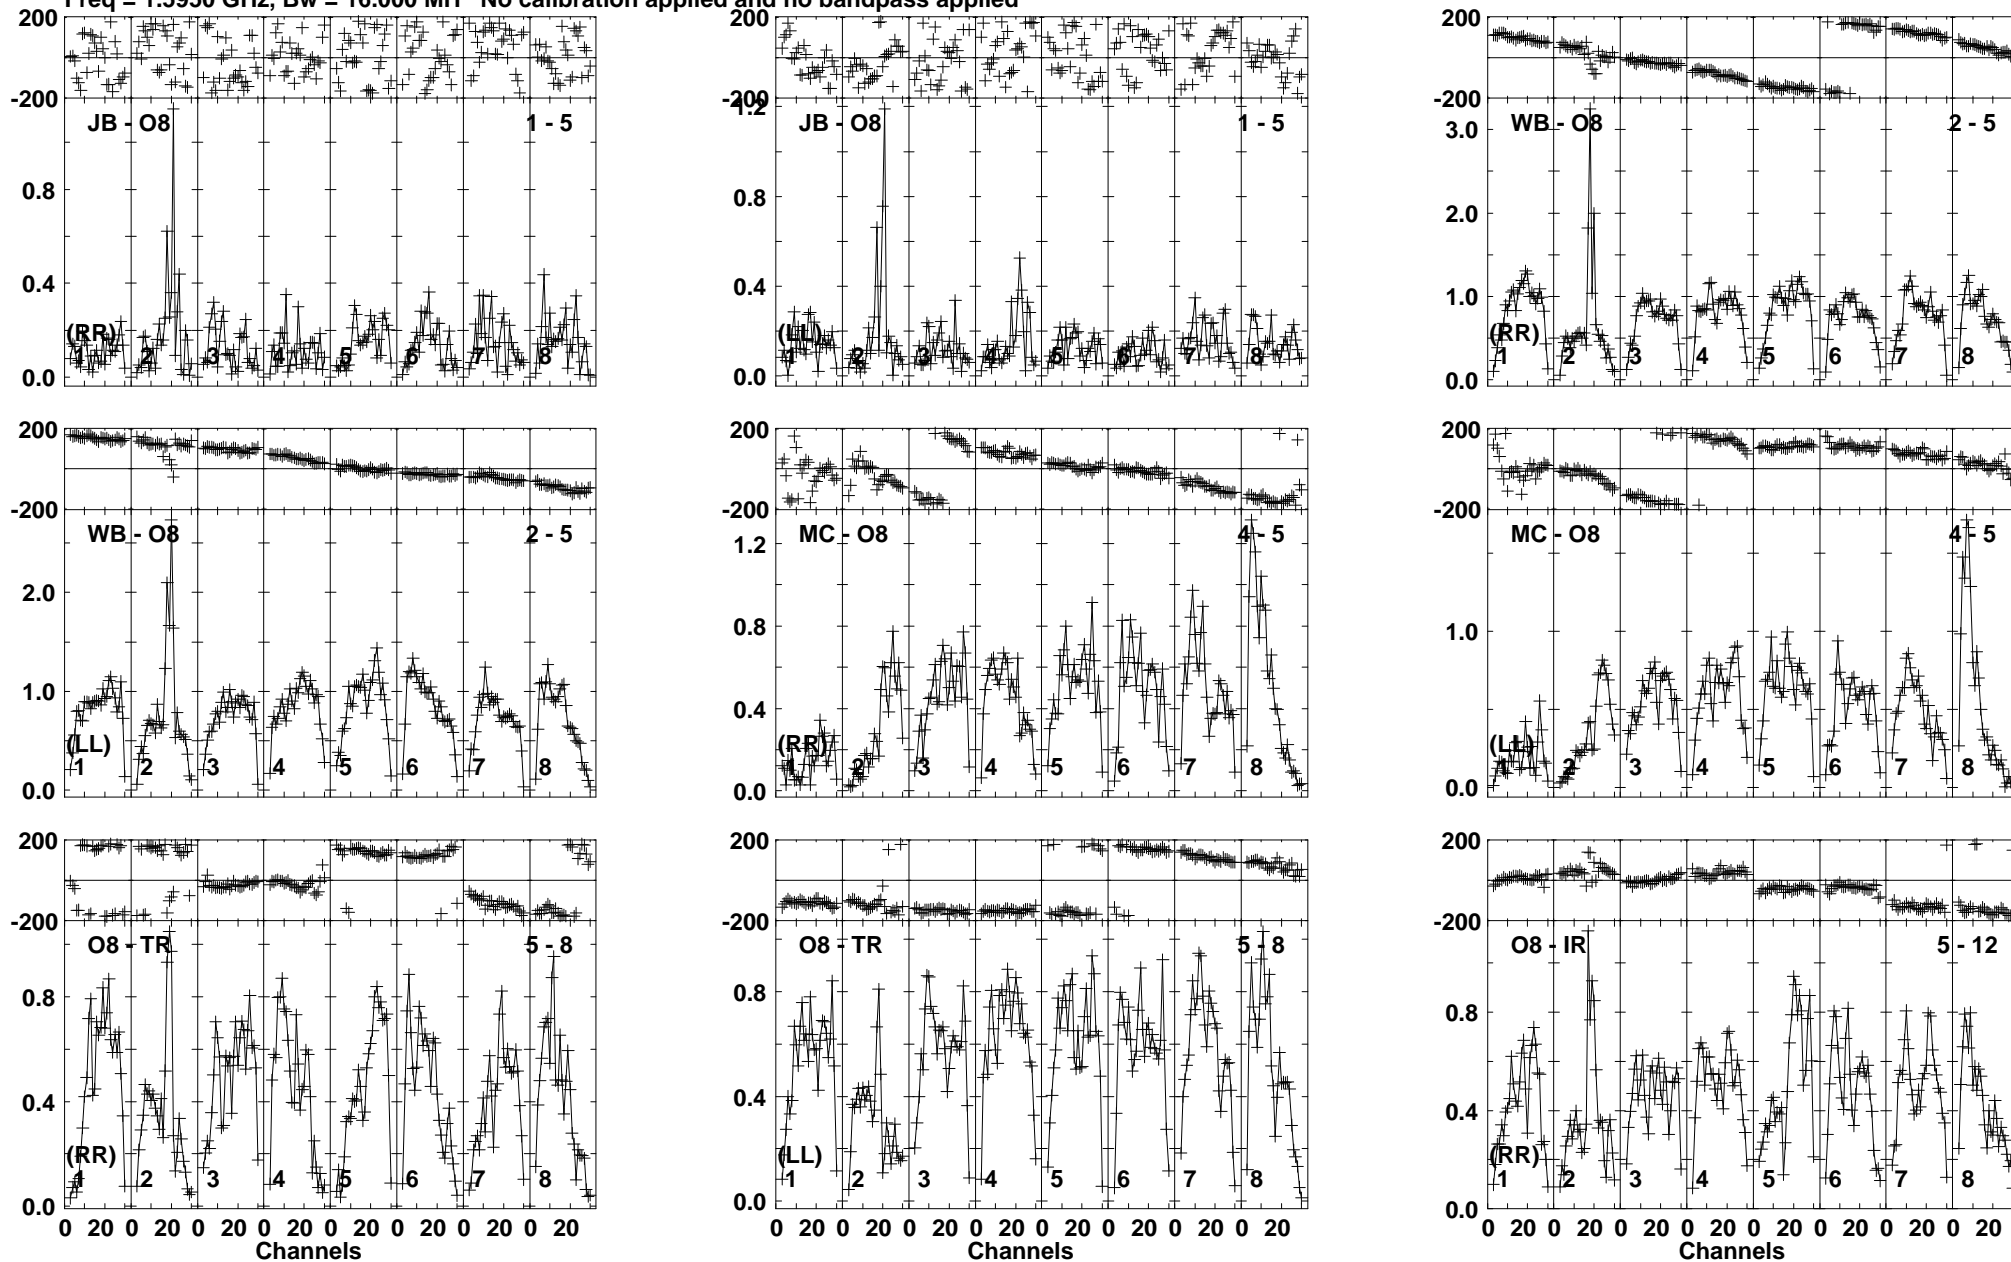 Freq = 1.5950 GHz, Bw = 16.000 MH No calibration applied and no bandpass applied
200 200 200
-200 -200 -200
JB - O8 1 - 5 1.2 JB - O8 1 - 5 WB - O8 2 - 5
3.0
0.8 0.8 2.0
0.4 0.4 1.0
(RR) (LL) (RR)
1 2 3 4 5 6 7 8 1 2 3 4 5 6 7 8 1 2 3 4 5 6 7 8
0.0 0.0 0.0
200 200 200
-200 -200 -200
WB - O8 2 - 5 MC - O8 4 - 5 MC - O8 4 - 5
1.2
2.0 0.8 1.0
1.0 0.4
(LL) (RR) (LL)
1 2 3 4 5 6 7 8 1 2 3 4 5 6 7 8 1 2 3 4 5 6 7 8
0.0 0.0 0.0
200 200 200
-200 -200 -200
O8 - TR 5 - 8 O8 - TR 5 - 8 O8 - IR 5 - 12
0.8 0.8 0.8
0.4 0.4 0.4
(RR) (LL) (RR)
1 2 3 4 5 6 7 8 1 2 3 4 5 6 7 8 1 2 3 4 5 6 7 8
0.0 0.0 0.0
0 20 0 20 0 20 0 20 0 20 0 20 0 20 0 20 0 20 0 20 0 20 0 20 0 20 0 20 0 20 0 20 0 20 0 20 0 20 0 20 0 20 0 20 0 20 0 20
Channels Channels Channels